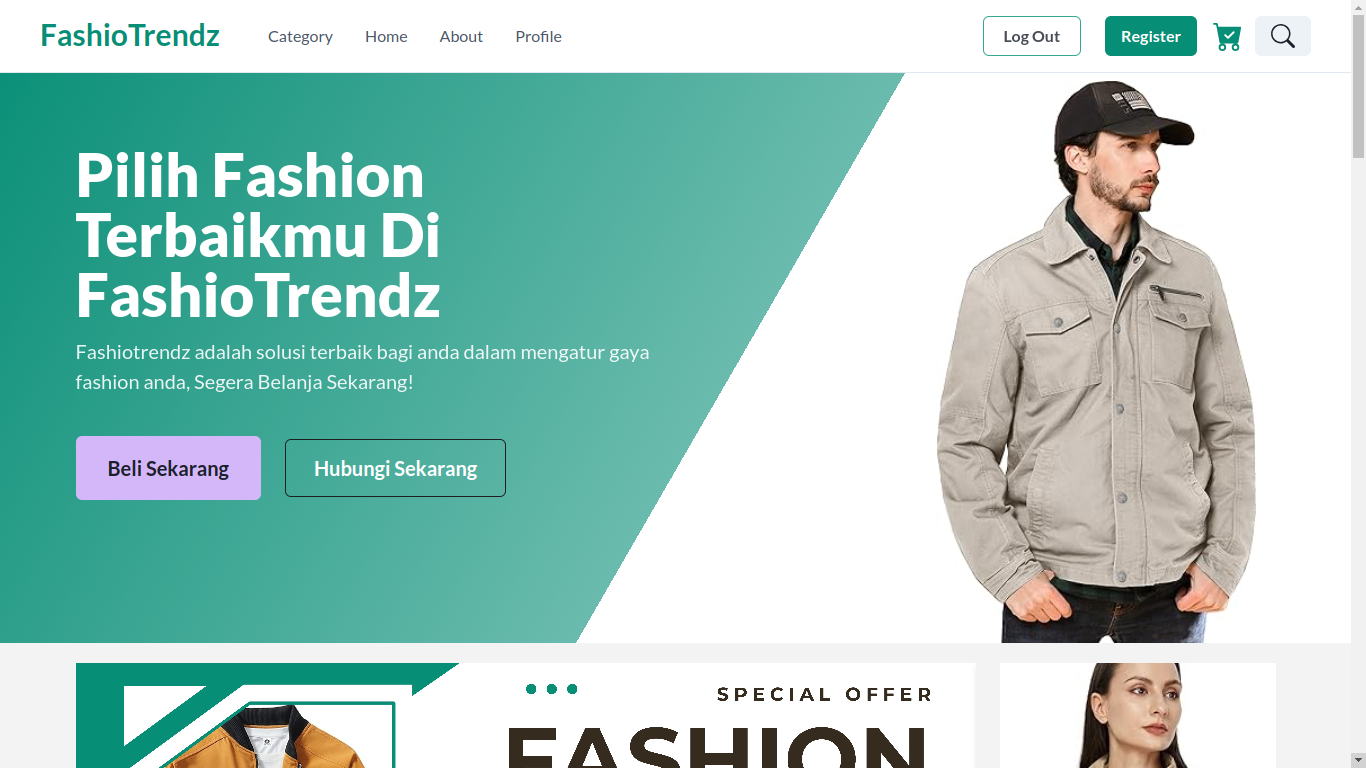 FashioTrendz
Category Home About Profile
Log Out
Register
Pilih Fashion
Terbaikmu Di
FashioTrendz
Fashiotrendz adalah solusi terbaik bagi anda dalam mengatur gaya
fashion anda, Segera Belanja Sekarang!
Beli Sekarang
Hubungi Sekarang
SPECIAL OFFER
FASHION